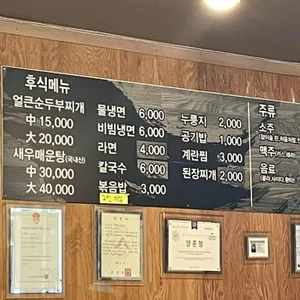 후식메뉴
얼큰순두부찌개
中 15,000
大 20,000
새우매운탕(국내산)
中 30,000
大 40,000
물냉면 6,000
비빔냉면 6,000
라면 4,000
칼국수 6,000
볶음밥 3,000
누룽지 2,000
공기밥 1,000
계란찜 3,000
된장찌개 2,000
주류
소주
맥주
음료